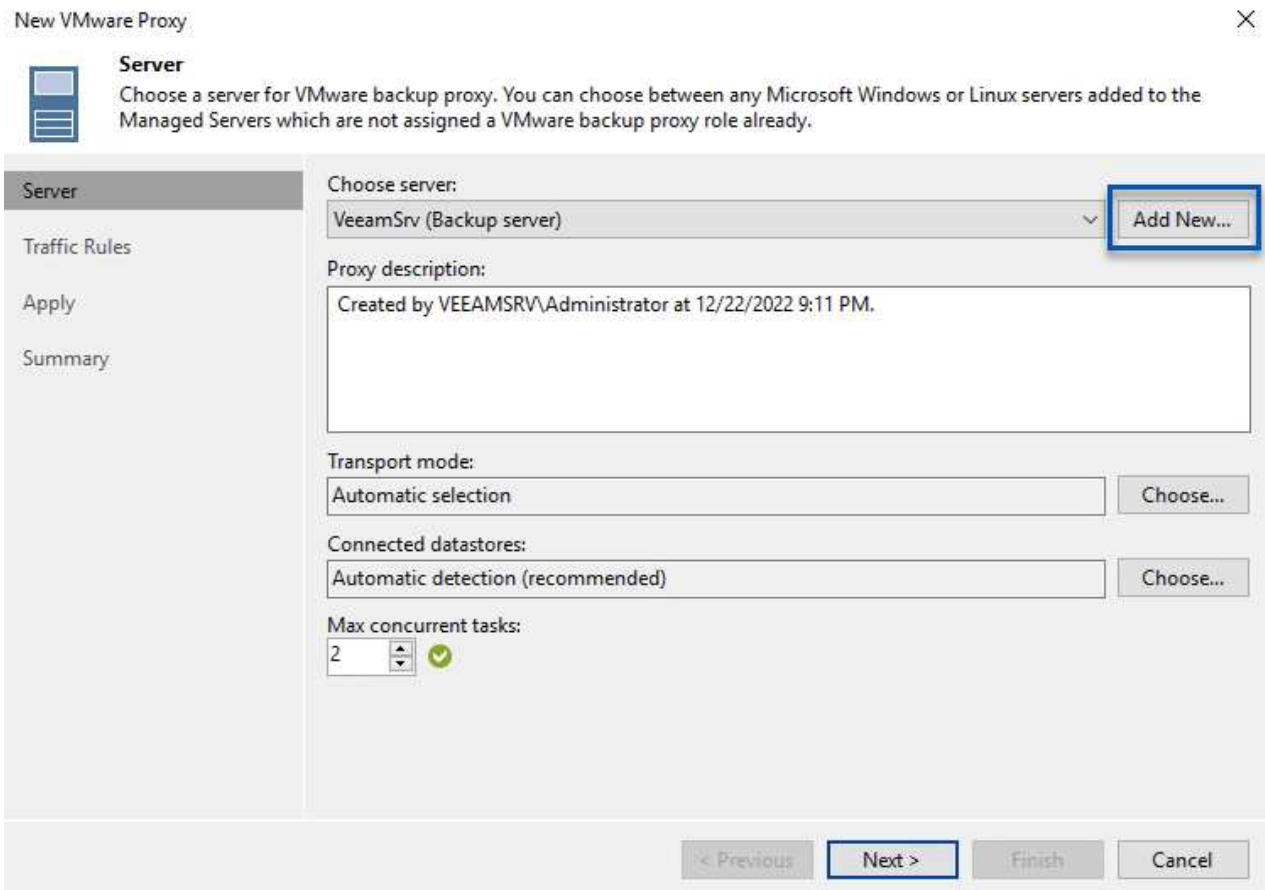 New VMware Proxy
Server
Choose a server for VMware backup proxy. You can choose between any Microsoft Windows or Linux servers added to the
Managed Servers which are not assigned a VMware backup proxy role already.
Server
Traffic Rules
Apply
Summary
Choose server:
VeeamSrv (Backup server)
Add New...
Proxy description:
Created by VEEAMSRV\Administrator at 12/22/2022 9:11 PM.
Transport mode:
Automatic selection
Choose...
Connected datastores:
Automatic detection (recommended)
Choose...
Max concurrent tasks:
2
< Previous
Next >
Finish
Cancel